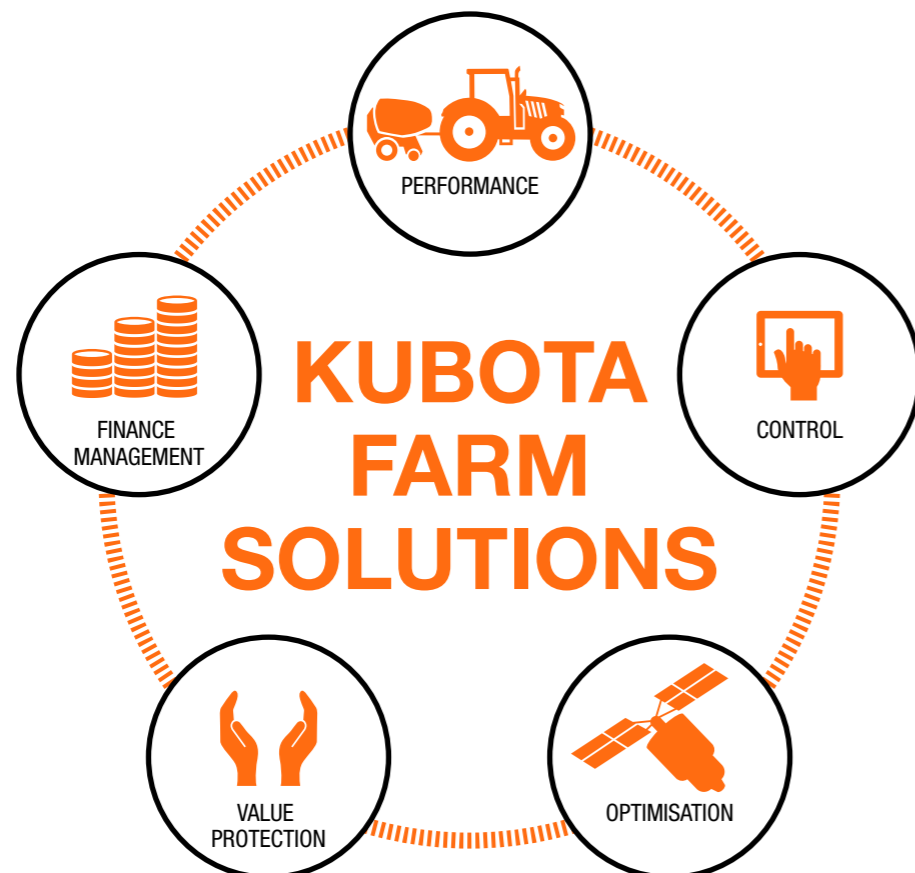 PERFORMANCE
FINANCE
MANAGEMENT
KUBOTA
FARM
SOLUTIONS
CONTROL
VALUE
PROTECTION
OPTIMISATION